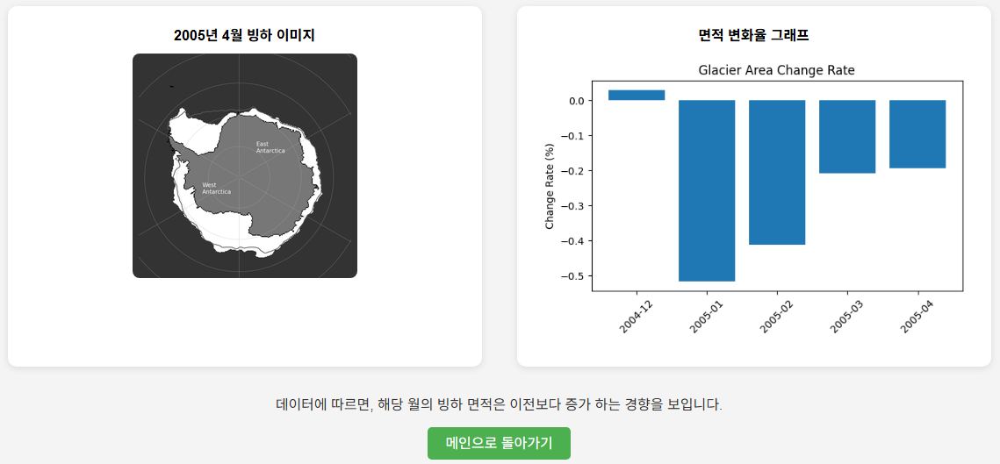 2005년 4월 빙하 이미지
East
Antarctica
West
Antarctica
면적 변화율 그래프
Glacier Area Change Rate
Change Rate (%)
0.0
−0.1
−0.2
−0.3
−0.4
−0.5
2004-12
2005-01
2005-02
2005-03
2005-04
데이터에 따르면, 해당 월의 빙하 면적은 이전보다 증가 하는 경향을 보입니다.
메인으로 돌아가기